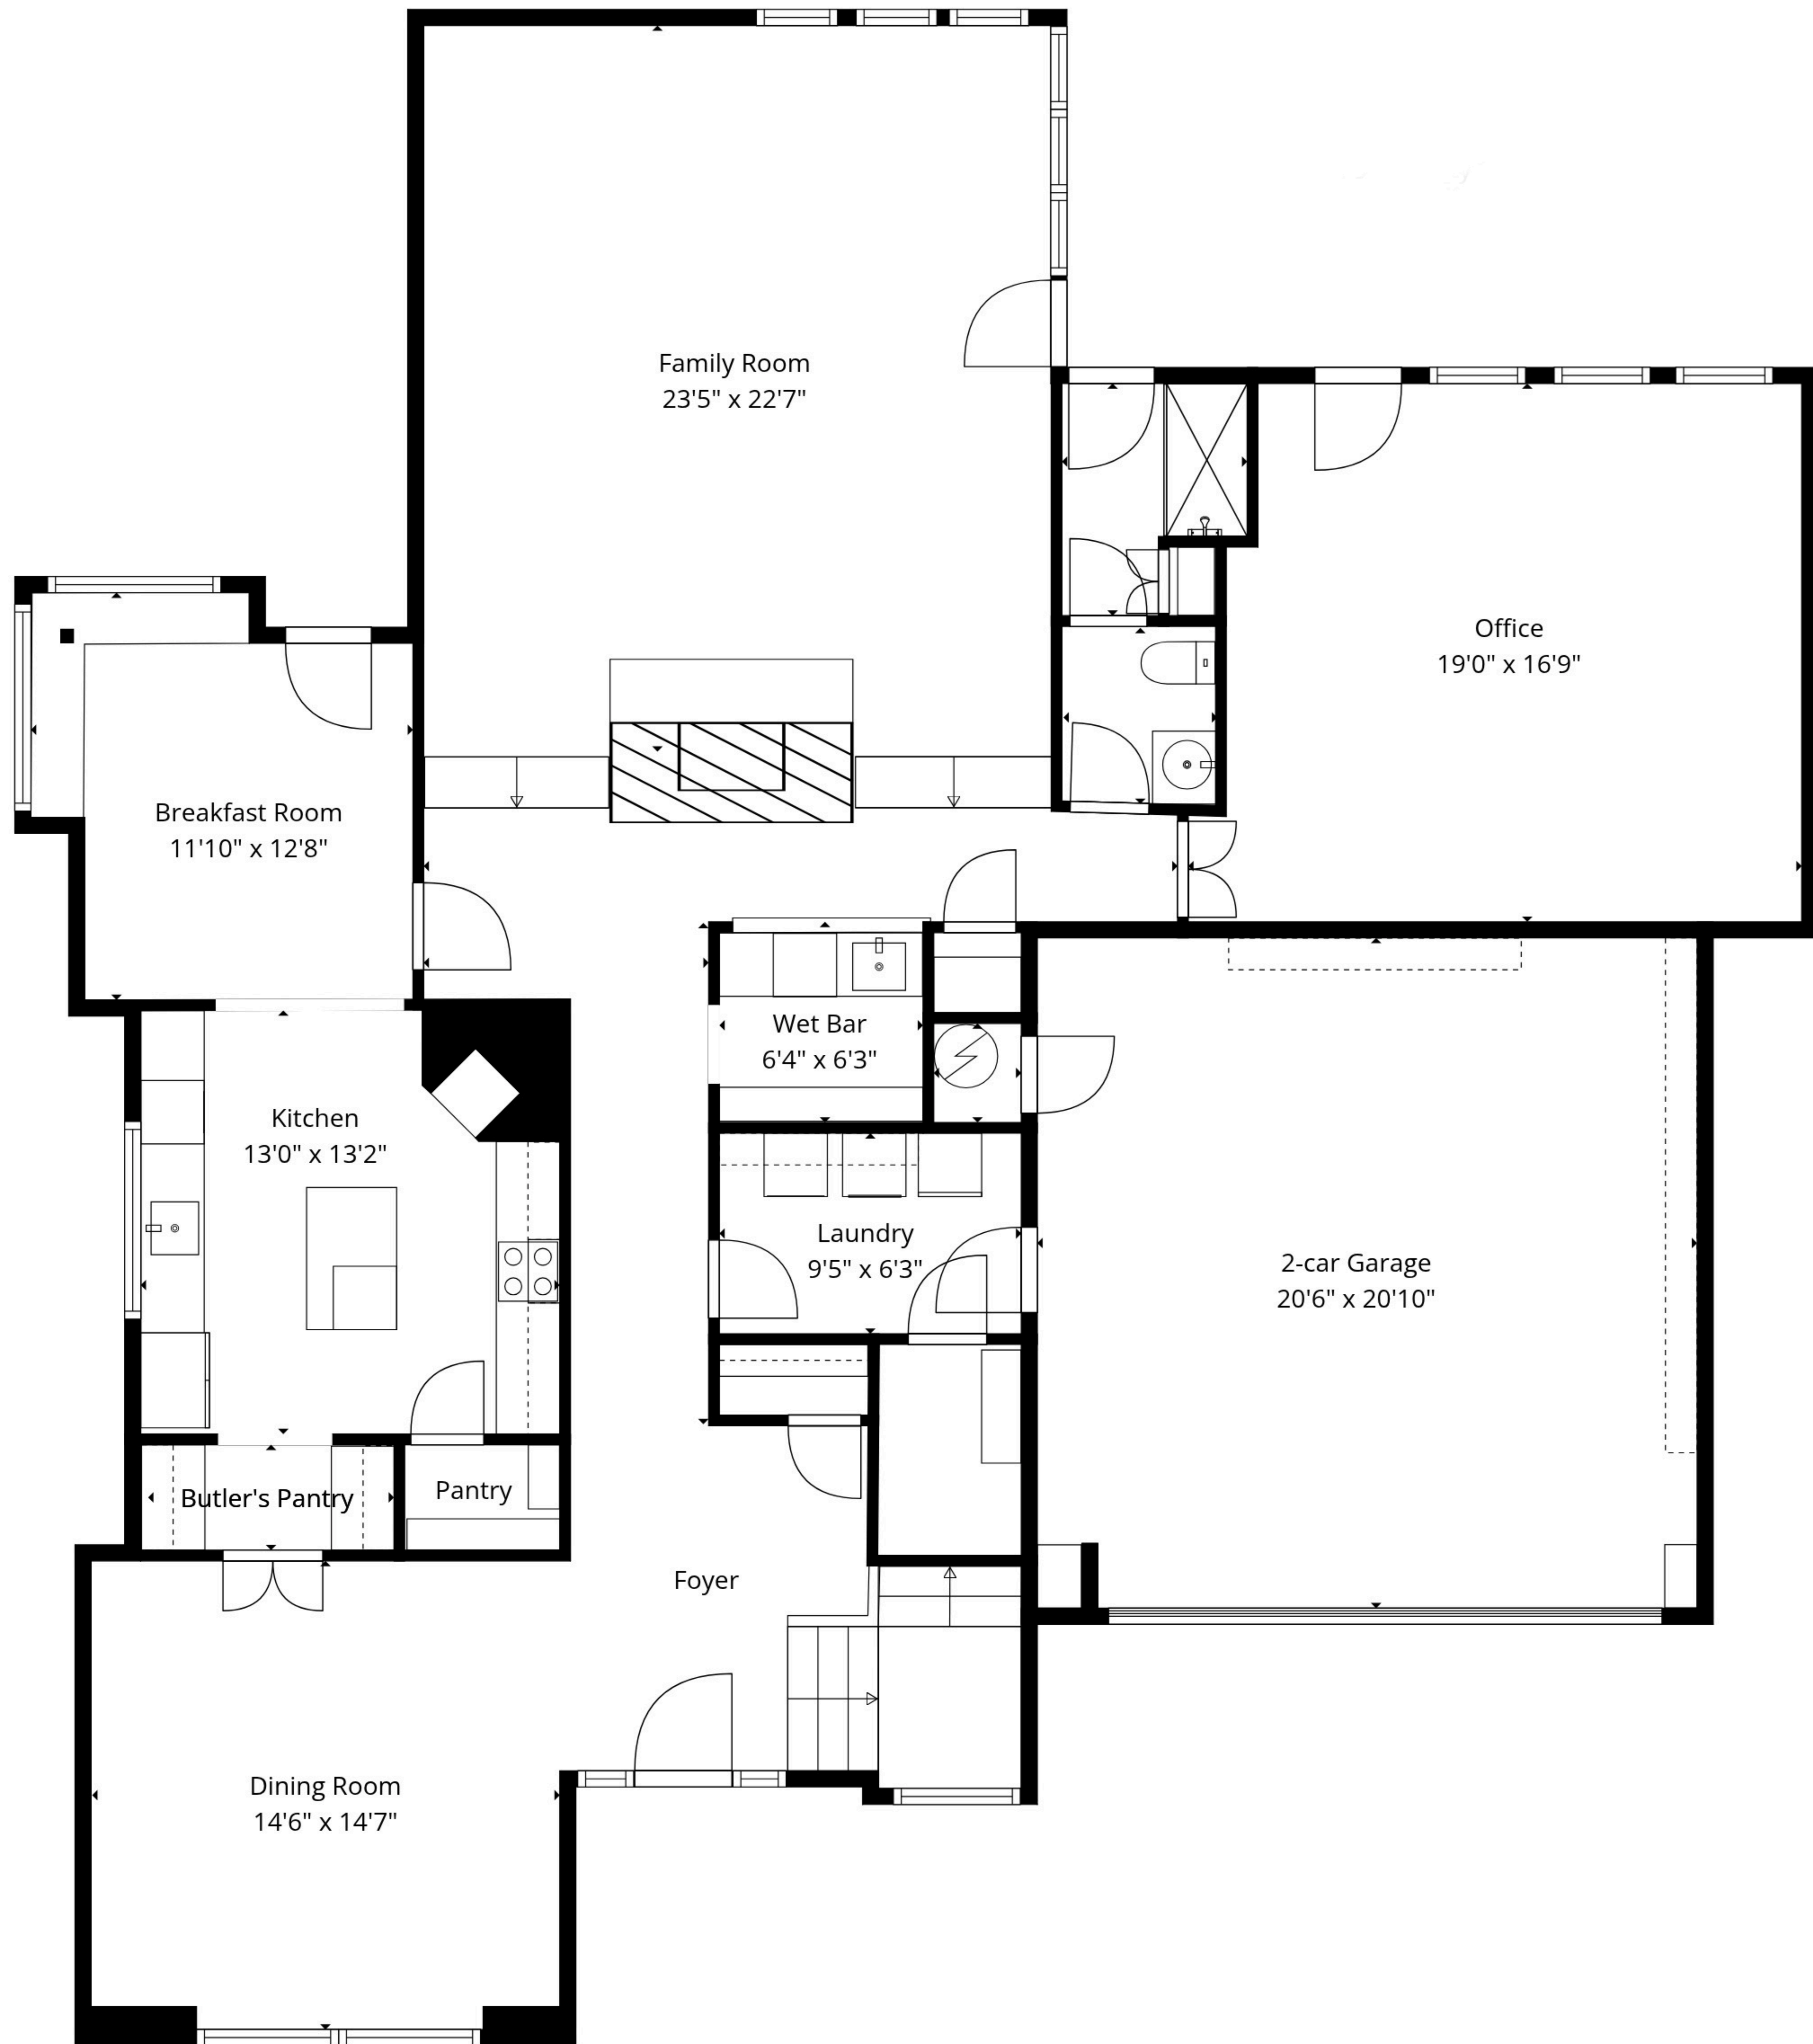 Family Room
23'5" x 22'7"
Office
19'0" x 16'9"
Breakfast Room
11'10" x 12'8"
Wet Bar
6'4" x 6'3"
Kitchen
13'0" x 13'2"
Laundry
9'5" x 6'3"
2-car Garage
20'6" x 20'10"
Butler's Pantry
Pantry
Foyer
Dining Room
14'6" x 14'7"